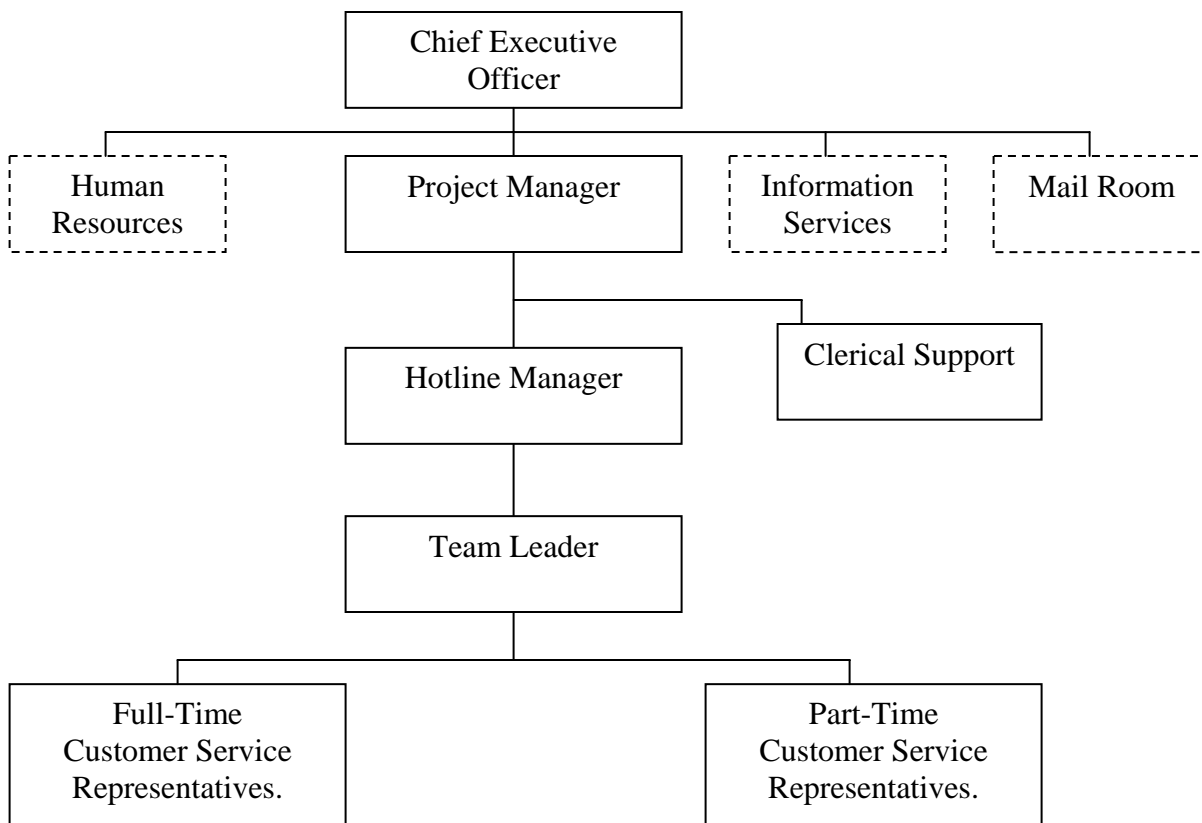 Chief Executive
Officer
Human
Resources
Project Manager
Information
Services
Mail Room
Hotline Manager
Clerical Support
Team Leader
Full-Time
Customer Service
Representatives.
Part-Time
Customer Service
Representatives.